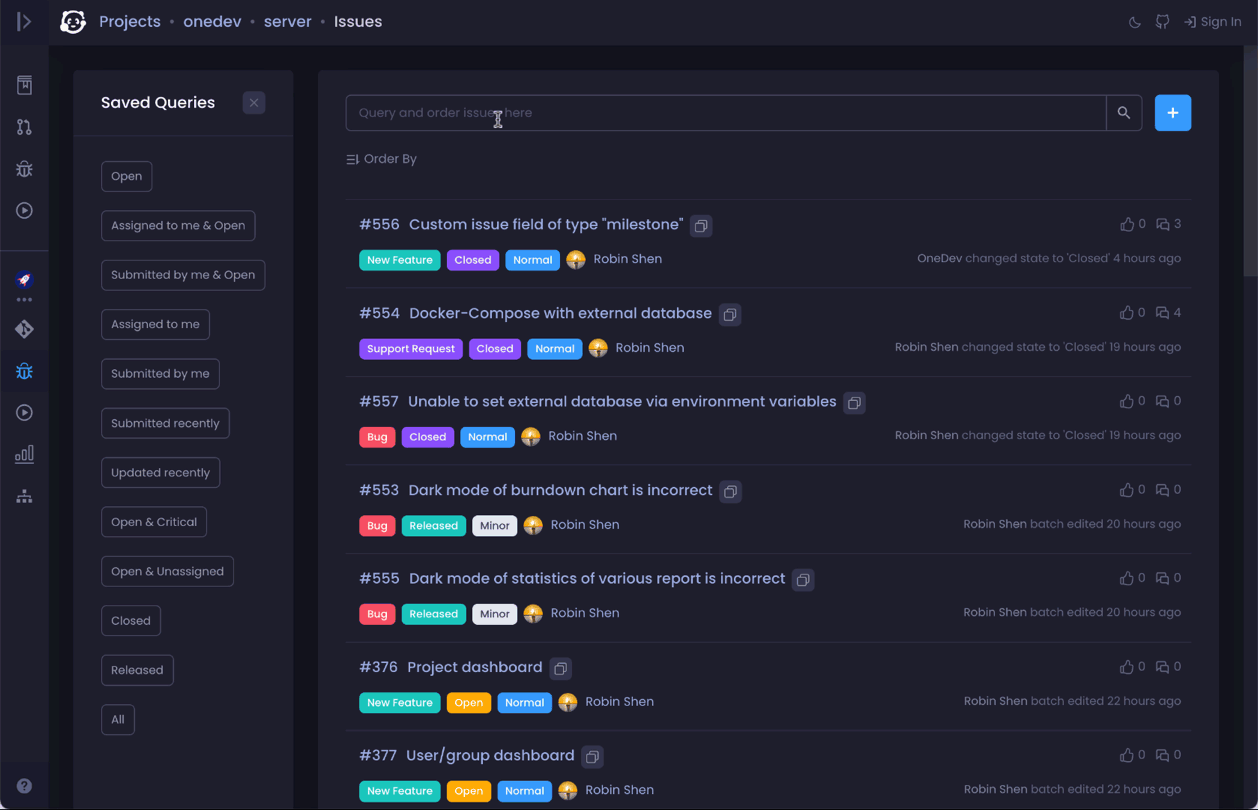 Projects • onedev • server • Issues
Sign In
Saved Queries
Open
Assigned to me & Open
Submitted by me & Open
Assigned to me
Submitted by me
Submitted recently
Updated recently
Open & Critical
Open & Unassigned
Closed
Released
All
Query and order issues here
Order By
#556 Custom issue field of type "milestone" 0 3
New Feature Closed Normal Robin Shen OneDev changed state to 'Closed' 4 hours ago
#554 Docker-Compose with external database 0 4
Support Request Closed Normal Robin Shen Robin Shen changed state to 'Closed' 19 hours ago
#557 Unable to set external database via environment variables 0 0
Bug Closed Normal Robin Shen Robin Shen changed state to 'Closed' 19 hours ago
#553 Dark mode of burndown chart is incorrect 0 0
Bug Released Minor Robin Shen Robin Shen batch edited 20 hours ago
#555 Dark mode of statistics of various report is incorrect 0 0
Bug Released Minor Robin Shen Robin Shen batch edited 20 hours ago
#376 Project dashboard 0 0
New Feature Open Normal Robin Shen Robin Shen batch edited 22 hours ago
#377 User/group dashboard 0 0
New Feature Open Normal Robin Shen Robin Shen batch edited 22 hours ago